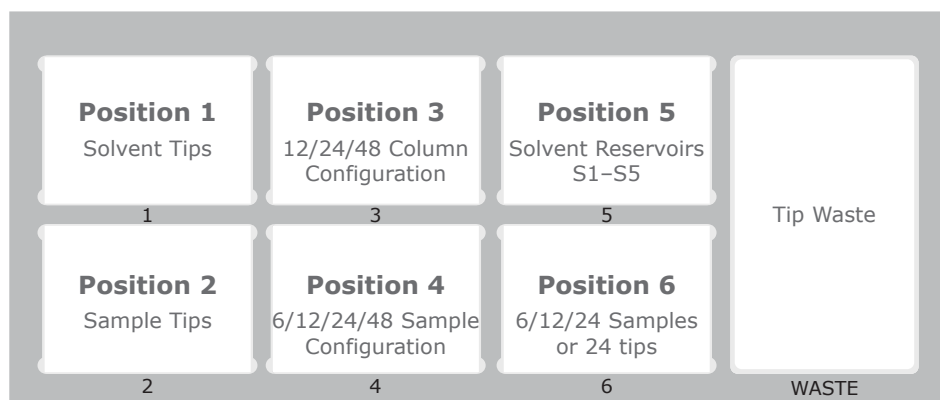 Position 1
Solvent Tips
1
Position 3
12/24/48 Column
Configuration
3
Position 5
Solvent Reservoirs
S1–S5
5
Tip Waste
Position 2
Sample Tips
2
Position 4
6/12/24/48 Sample
Configuration
4
Position 6
6/12/24 Samples
or 24 tips
6
WASTE